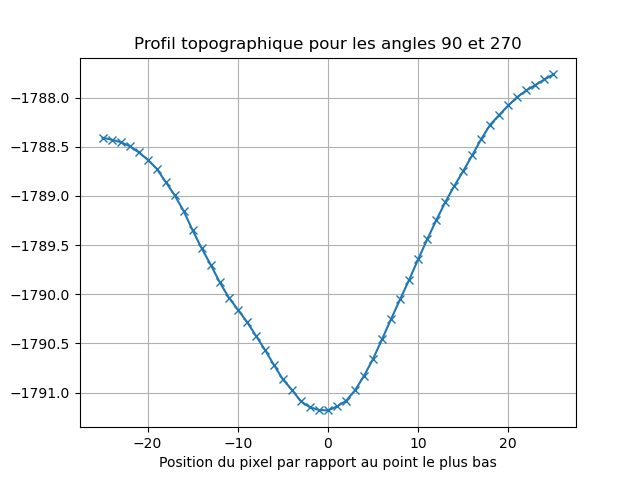 Profil topographique pour les angles 90 et 270
−1788.0
−1788.5
−1789.0
−1789.5
−1790.0
−1790.5
−1791.0
−20 −10 0 10 20
Position du pixel par rapport au point le plus bas